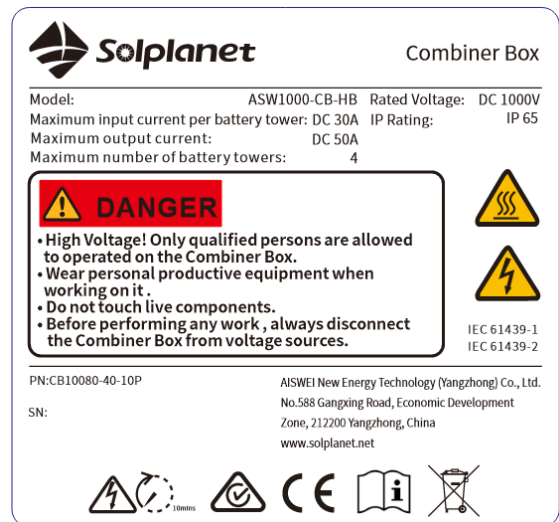 Solplanet
Combiner Box
Model: ASW1000-CB-HB Rated Voltage: DC 1000V
Maximum input current per battery tower: DC 30A IP Rating: IP 65
Maximum output current: DC 50A
Maximum number of battery towers: 4
DANGER
• High Voltage! Only qualified persons are allowed
to operated on the Combiner Box.
• Wear personal productive equipment when
working on it .
• Do not touch live components.
• Before performing any work , always disconnect
the Combiner Box from voltage sources.
IEC 61439-1
IEC 61439-2
PN:CB10080-40-10P
SN:
AISWEI New Energy Technology (Yangzhong) Co., Ltd.
No.588 Gangxing Road, Economic Development
Zone, 212200 Yangzhong, China
www.solplanet.net
10mins
CE
i